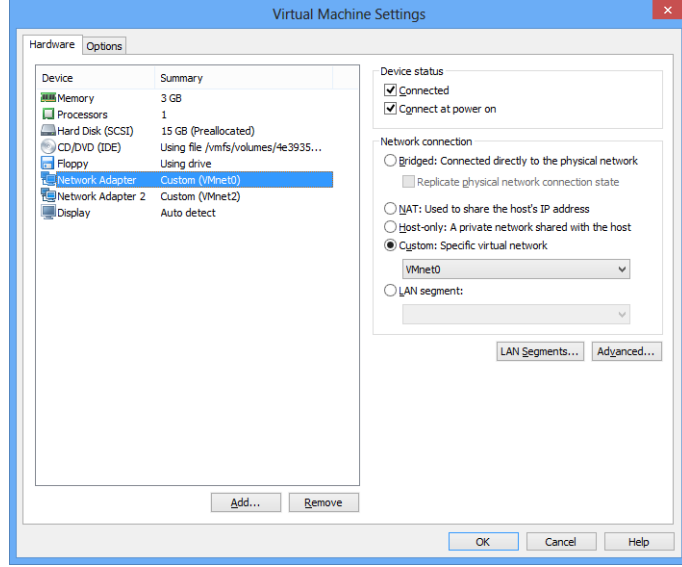 Virtual Machine Settings
Hardware Options
Device Summary
Memory 3 GB
Processors 1
Hard Disk (SCSI) 15 GB (Preallocated)
CD/DVD (IDE) Using file /vmfs/volumes/4e3935...
Floppy Using drive
Network Adapter Custom (VMnet0)
Network Adapter 2 Custom (VMnet2)
Display Auto detect
Add... Remove
Device status
Connected
Connect at power on
Network connection
Bridged: Connected directly to the physical network
Replicate physical network connection state
NAT: Used to share the host's IP address
Host-only: A private network shared with the host
Custom: Specific virtual network
VMnet0
LAN segment:
LAN Segments... Advanced...
OK Cancel Help